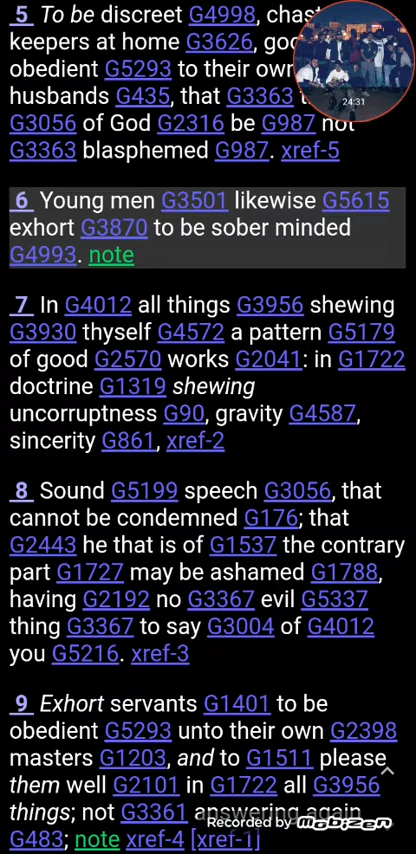 5 To be discreet G4998, chast
keepers at home G3626, goo
obedient G5293 to their own
husbands G435, that G3363 t
G3056 of God G2316 be G987 not
G3363 blasphemed G987. xref-5
24:31
6 Young men G3501 likewise G5615
exhort G3870 to be sober minded
G4993. note
7 In G4012 all things G3956 shewing
G3930 thyself G4572 a pattern G5179
of good G2570 works G2041: in G1722
doctrine G1319 shewing
uncorruptness G90, gravity G4587,
sincerity G861, xref-2
8 Sound G5199 speech G3056, that
cannot be condemned G176; that
G2443 he that is of G1537 the contrary
part G1727 may be ashamed G1788,
having G2192 no G3367 evil G5337
thing G3367 to say G3004 of G4012
you G5216. xref-3
9 Exhort servants G1401 to be
obedient G5293 unto their own G2398
masters G1203, and to G1511 please
them well G2101 in G1722 all G3956
things; not G3361 answering again
Recorded by mobizen
G483; note xref-4 [xref-1]